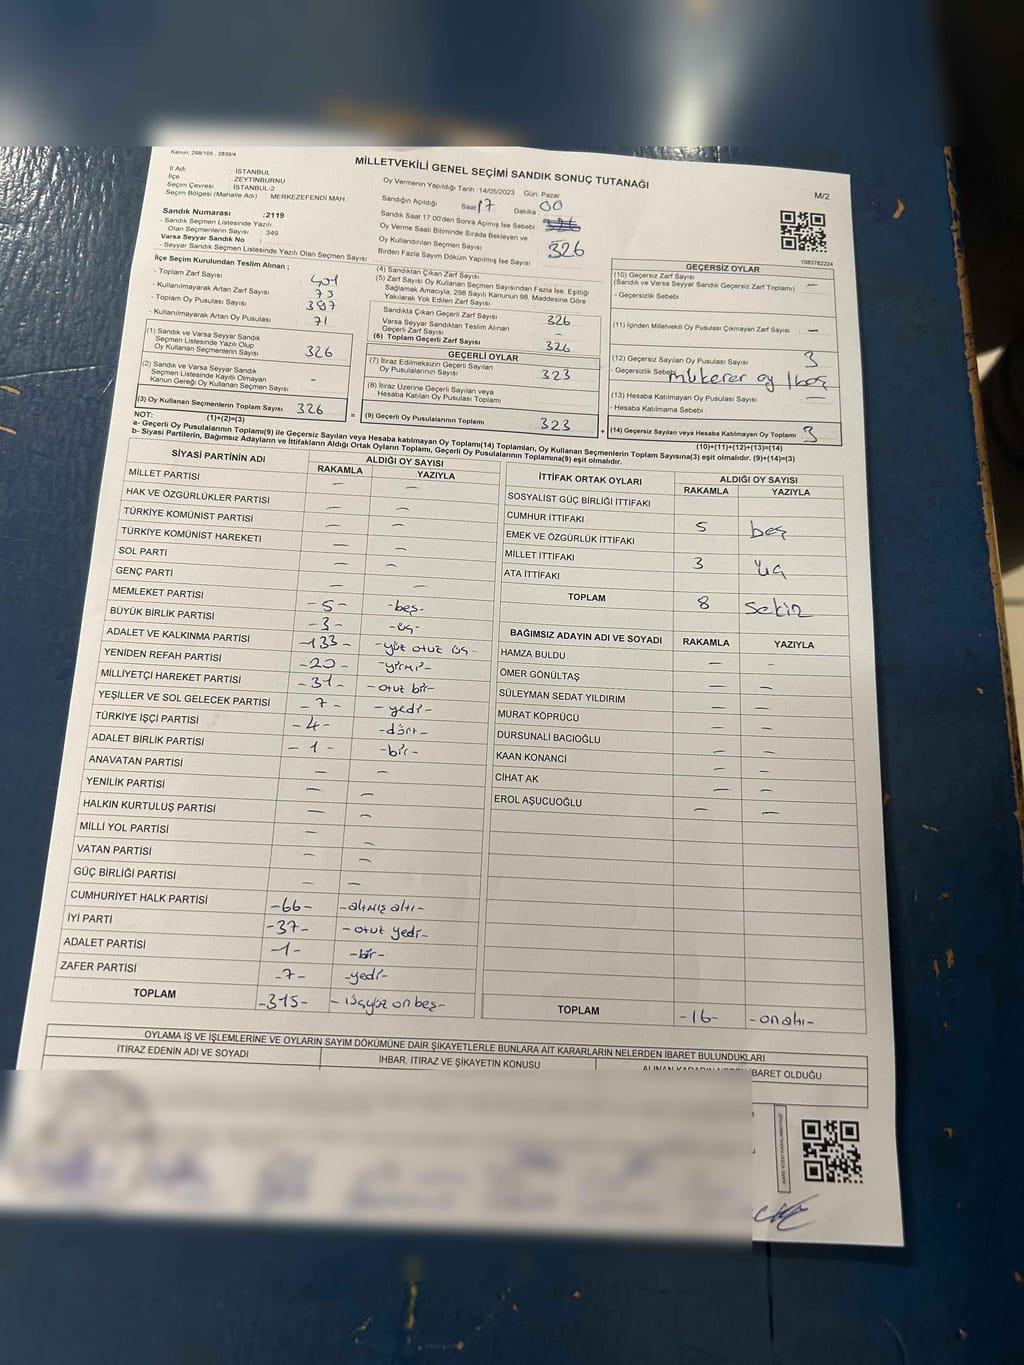 Kanun, 298/105 , 2839/4
MİLLETVEKİLİ GENEL SEÇİMİ SANDIK SONUÇ TUTANAĞI
M/2
İl Adı : İSTANBUL
İlçe : ZEYTİNBURNU
Seçim Çevresi : İSTANBUL-2
Seçim Bölgesi (Mahalle Adı) : MERKEZEFENDİ MAH.
Oy Vermenin Yapıldığı Tarih :14/05/2023 Gün: Pazar
Sandığın Açıldığı Saat 17 Dakika 00
Sandık Saat 17:00'den Sonra Açılmış İse Sebebi
Oy Verme Saati Bitiminde Sırada Bekleyen ve
Oy Kullandırılan Seçmen Sayısı 326
Birden Fazla Sayım Döküm Yapılmış İse Sayısı
Sandık Numarası :2119
- Sandık Seçmen Listesinde Yazılı
Olan Seçmenlerin Sayısı : 349
Varsa Seyyar Sandık No :
- Seyyar Sandık Seçmen Listesinde Yazılı Olan Seçmen Sayısı
1083782224
İlçe Seçim Kurulundan Teslim Alınan ;
- Toplam Zarf Sayısı 401
- Kullanılmayarak Artan Zarf Sayısı 75
- Toplam Oy Pusulası Sayısı 397
- Kullanılmayarak Artan Oy Pusulası 71
(1) Sandık ve Varsa Seyyar Sandık
Seçmen Listesinde Yazılı Olup
Oy Kullanan Seçmenlerin Sayısı 326
(2) Sandık ve Varsa Seyyar Sandık
Seçmen Listesinde Kayıtlı Olmayan
Kanun Gereği Oy Kullanan Seçmen Sayısı -
(3) Oy Kullanan Seçmenlerin Toplam Sayısı 326 =
(1)+(2)=(3)
(4) Sandıktan Çıkan Zarf Sayısı
(5) Zarf Sayısı Oy Kullanan Seçmen Sayısından Fazla İse, Eşitliği
Sağlamak Amacıyla, 298 Sayılı Kanunun 98. Maddesine Göre
Yakılarak Yok Edilen Zarf Sayısı
Sandıkta Çıkan Geçerli Zarf Sayısı 326
Varsa Seyyar Sandıktan Teslim Alınan
Geçerli Zarf Sayısı -
(6) Toplam Geçerli Zarf Sayısı 326
GEÇERLİ OYLAR
(7) İtiraz Edilmeksizin Geçerli Sayılan
Oy Pusulalarının Sayısı 323
(8) İtiraz Üzerine Geçerli Sayılan veya
Hesaba Katılan Oy Pusulası Toplamı
(9) Geçerli Oy Pusulalarının Toplamı 323 +
GEÇERSİZ OYLAR
(10) Geçersiz Zarf Sayısı
(Sandık ve Varsa Seyyar Sandık Geçersiz Zarf Toplamı) —
- Geçersizlik Sebebi
(11) İçinden Milletvekili Oy Pusulası Çıkmayan Zarf Sayısı —
(12) Geçersiz Sayılan Oy Pusulası Sayısı 3
- Geçersizlik Sebebi mükerer oy / boş
(13) Hesaba Katılmayan Oy Pusulası Sayısı —
- Hesaba Katılmama Sebebi :
(14) Geçersiz Sayılan veya Hesaba Katılmayan Oy Toplamı 3
(10)+(11)+(12)+(13)=(14)
NOT:
a- Geçerli Oy Pusulalarının Toplamı(9) ile Geçersiz Sayılan veya Hesaba katılmayan Oy Toplamı(14) Toplamları, Oy Kullanan Seçmenlerin Toplam Sayısına(3) eşit olmalıdır. (9)+(14)=(3)
b- Siyasi Partilerin, Bağımsız Adayların ve İttifakların Aldığı Ortak Oyların Toplamı, Geçerli Oy Pusulalarının Toplamına(9) eşit olmalıdır.
SİYASİ PARTİNİN ADI ALDIĞI OY SAYISI
RAKAMLA YAZIYLA
MİLLET PARTİSİ — —
HAK VE ÖZGÜRLÜKLER PARTİSİ — —
TÜRKİYE KOMÜNİST PARTİSİ — —
TÜRKİYE KOMÜNİST HAREKETİ — —
SOL PARTİ — —
GENÇ PARTİ — —
MEMLEKET PARTİSİ -5- -beş-
BÜYÜK BİRLİK PARTİSİ -3- -üç-
ADALET VE KALKINMA PARTİSİ -133- -yüz otuz üç-
YENİDEN REFAH PARTİSİ -20- -yirmi-
MİLLİYETÇİ HAREKET PARTİSİ -31- -otuz bir-
YEŞİLLER VE SOL GELECEK PARTİSİ -7- -yedi-
TÜRKİYE İŞÇİ PARTİSİ -4- -dört-
ADALET BİRLİK PARTİSİ -1- -bir-
ANAVATAN PARTİSİ — —
YENİLİK PARTİSİ — —
HALKIN KURTULUŞ PARTİSİ — —
MİLLİ YOL PARTİSİ — —
VATAN PARTİSİ — —
GÜÇ BİRLİĞİ PARTİSİ — —
CUMHURİYET HALK PARTİSİ -66- -altmış altı-
İYİ PARTİ -37- -otuz yedi-
ADALET PARTİSİ -1- -bir-
ZAFER PARTİSİ -7- -yedi-
TOPLAM -315- -üçyüz on beş-
İTTİFAK ORTAK OYLARI ALDIĞI OY SAYISI
RAKAMLA YAZIYLA
SOSYALİST GÜÇ BİRLİĞİ İTTİFAKI
CUMHUR İTTİFAKI 5 beş
EMEK VE ÖZGÜRLÜK İTTİFAKI
MİLLET İTTİFAKI 3 üç
ATA İTTİFAKI
TOPLAM 8 sekiz
BAĞIMSIZ ADAYIN ADI VE SOYADI RAKAMLA YAZIYLA
HAMZA BULDU — —
ÖMER GÖNÜLTAŞ — —
SÜLEYMAN SEDAT YILDIRIM — —
MURAT KÖPRÜCÜ — —
DURSUNALİ BACIOĞLU — —
KAAN KONANCİ — —
CİHAT AK — —
EROL AŞUCUOĞLU — —
TOPLAM -16- -onaltı-
OYLAMA İŞ VE İŞLEMLERİNE VE OYLARIN SAYIM DÖKÜMÜNE DAİR ŞİKAYETLERLE BUNLARA AİT KARARLARIN NELERDEN İBARET BULUNDUKLARI
İTİRAZ EDENİN ADI VE SOYADI İHBAR, İTİRAZ VE ŞİKAYETİN KONUSU ALINAN KARARIN NEDEN İBARET OLDUĞU